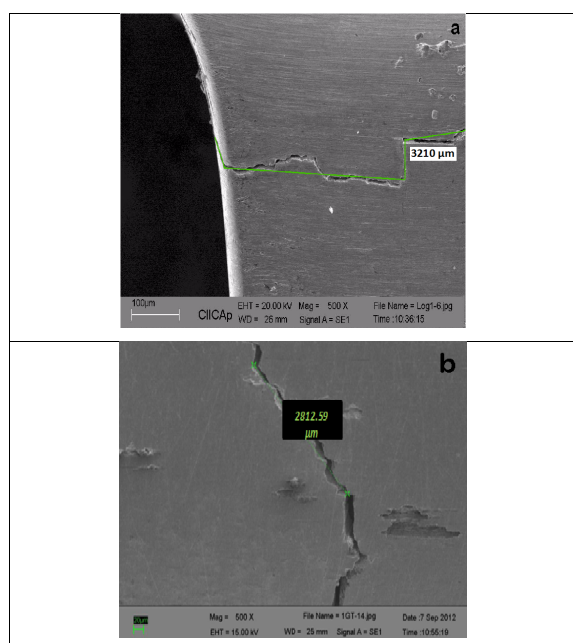 a
3210 µm
100µm
CIICAp
EHT = 20.00 kV Mag = 500 X File Name = Log1-6.jpg
WD = 26 mm Signal A = SE1 Time :10:36:15
b
2812.59
µm
20µm
Mag = 500 X File Name = 1GT-14.jpg Date :7 Sep 2012
EHT = 15.00 kV WD = 25 mm Signal A = SE1 Time :10:55:19